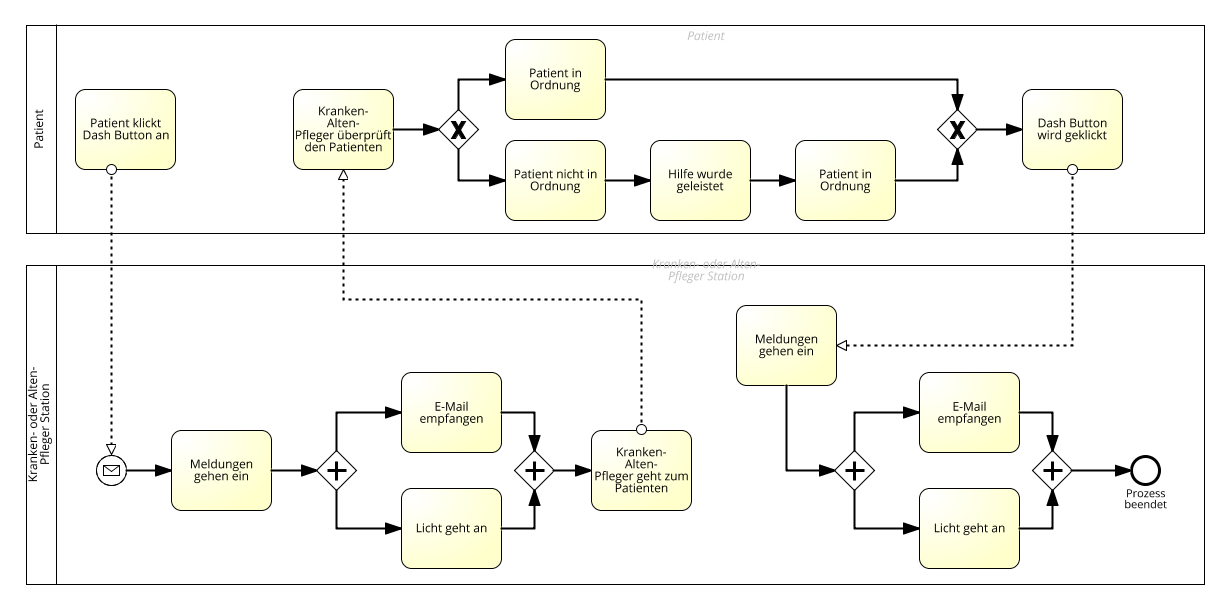 Patient
Patient
Patient klickt
Dash Button an
Kranken-
Alten-
Pfleger überprüft
den Patienten
Patient in
Ordnung
Patient nicht in
Ordnung
Hilfe wurde
geleistet
Patient in
Ordnung
Dash Button
wird geklickt
Kranken- oder Alten-
Pfleger Station
Kranken- oder Alten-
Pfleger Station
Meldungen
gehen ein
E-Mail
empfangen
Licht geht an
Kranken-
Alten-
Pfleger geht zum
Patienten
Meldungen
gehen ein
E-Mail
empfangen
Licht geht an
Prozess
beendet